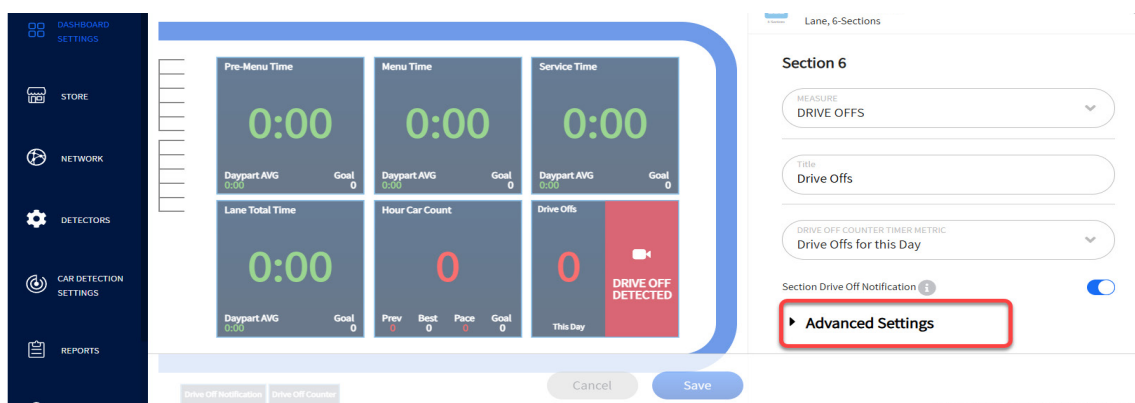 DASHBOARD
SETTINGS
STORE
NETWORK
DETECTORS
CAR DETECTION
SETTINGS
REPORTS
Pre-Menu Time
0:00
Daypart AVG Goal
0:00 0
Menu Time
0:00
Daypart AVG Goal
0:00 0
Service Time
0:00
Daypart AVG Goal
0:00 0
Lane Total Time
0:00
Daypart AVG Goal
0:00 0
Hour Car Count
0
Prev Best Pace Goal
0 0 0 0
Drive Offs
0
This Day
DRIVE OFF
DETECTED
Drive Off Notification Drive Off Counter
Cancel Save
Lane, 6-Sections
Section 6
MEASURE
DRIVE OFFS
Title
Drive Offs
DRIVE OFF COUNTER TIMER METRIC
Drive Offs for this Day
Section Drive Off Notification i
Advanced Settings